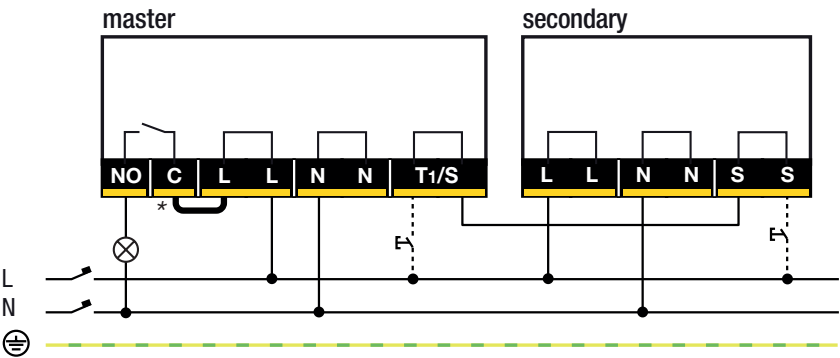 master secondary
NO C L L N N T1/S L L N N S S
*
L
N